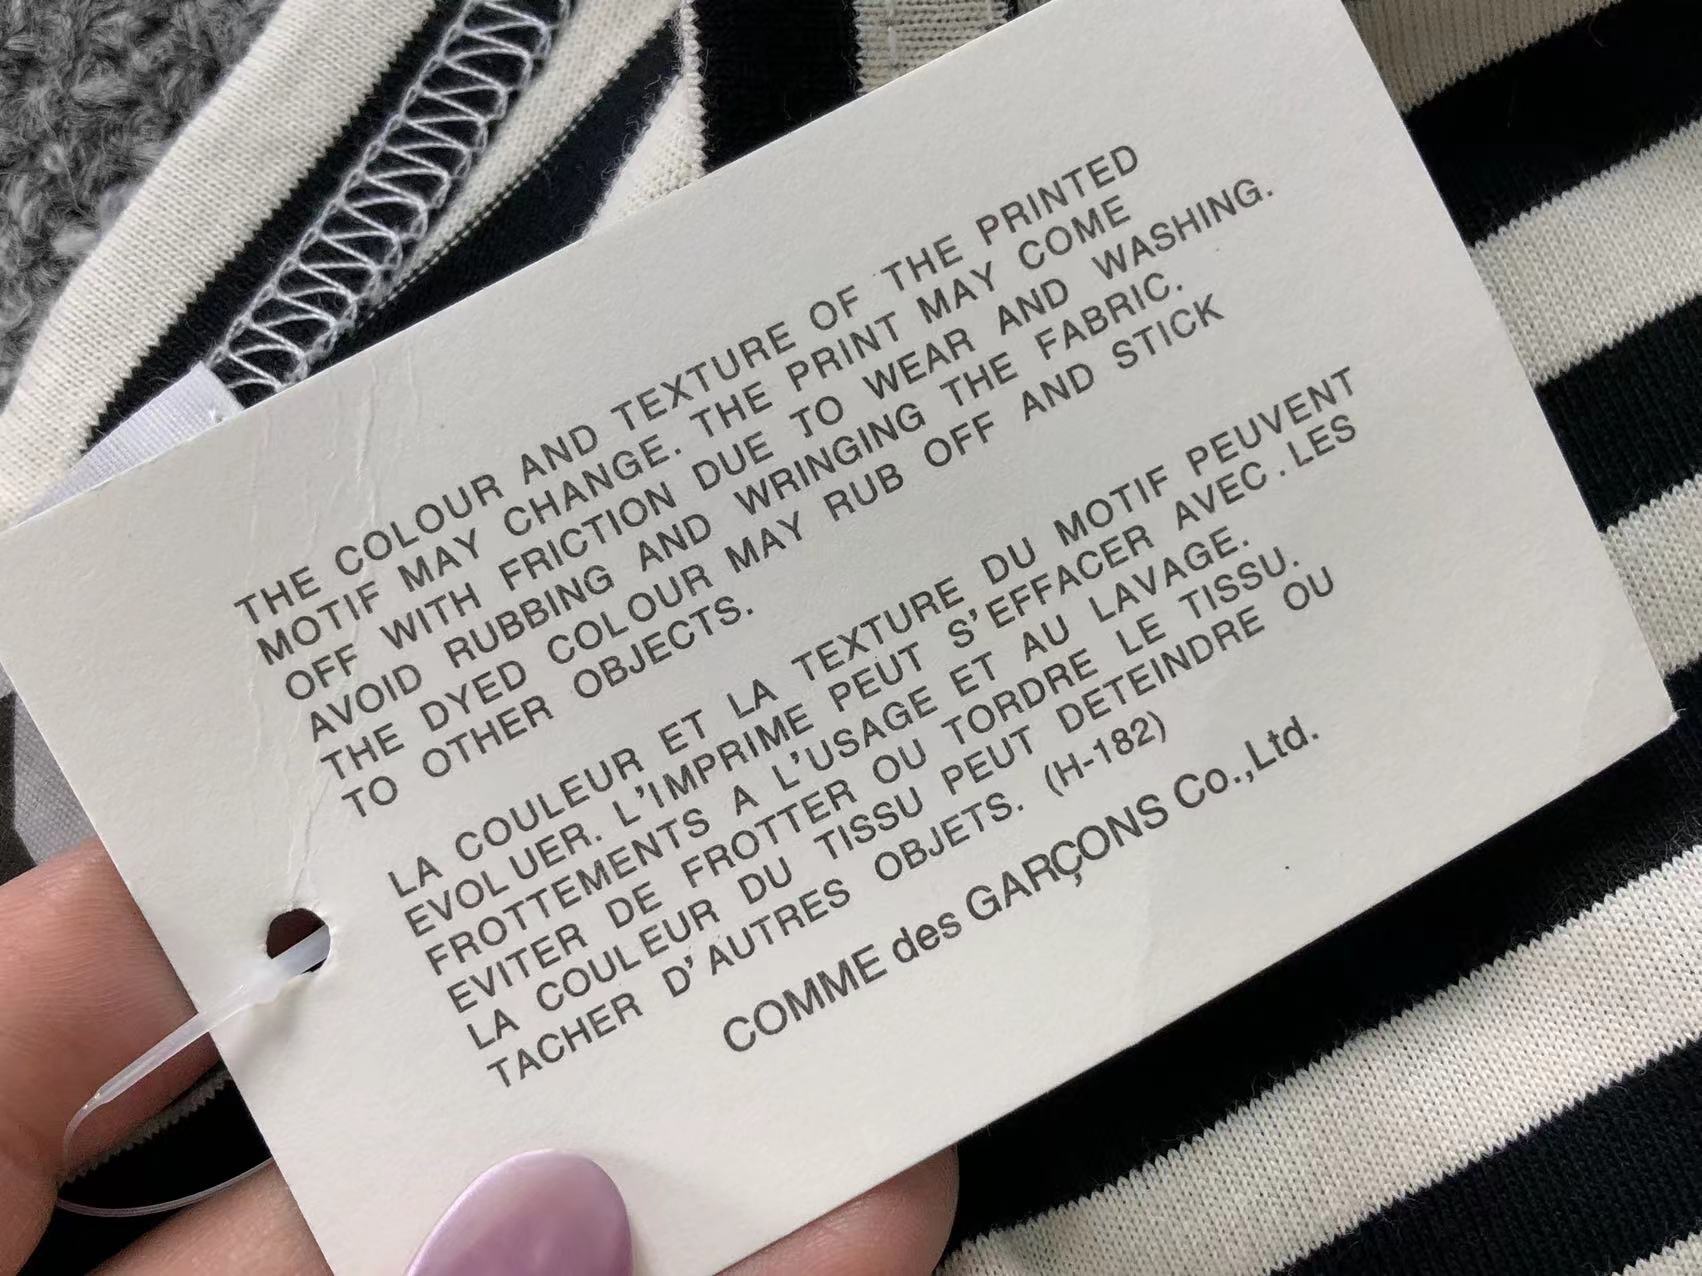 THE COLOUR AND TEXTURE OF THE PRINTED
MOTIF MAY CHANGE. THE PRINT MAY COME
OFF WITH FRICTION DUE TO WEAR AND WASHING.
AVOID RUBBING AND WRINGING THE FABRIC.
THE DYED COLOUR MAY RUB OFF AND STICK
TO OTHER OBJECTS.
LA COULEUR ET LA TEXTURE DU MOTIF PEUVENT
EVOLUER. L'IMPRIME PEUT S'EFFACER AVEC.LES
FROTTEMENTS A L'USAGE ET AU LAVAGE.
EVITER DE FROTTER OU TORDRE LE TISSU.
LA COULEUR DU TISSU PEUT DETEINDRE OU
TACHER D'AUTRES OBJETS. (H-182)
COMME des GARÇONS Co.,Ltd.